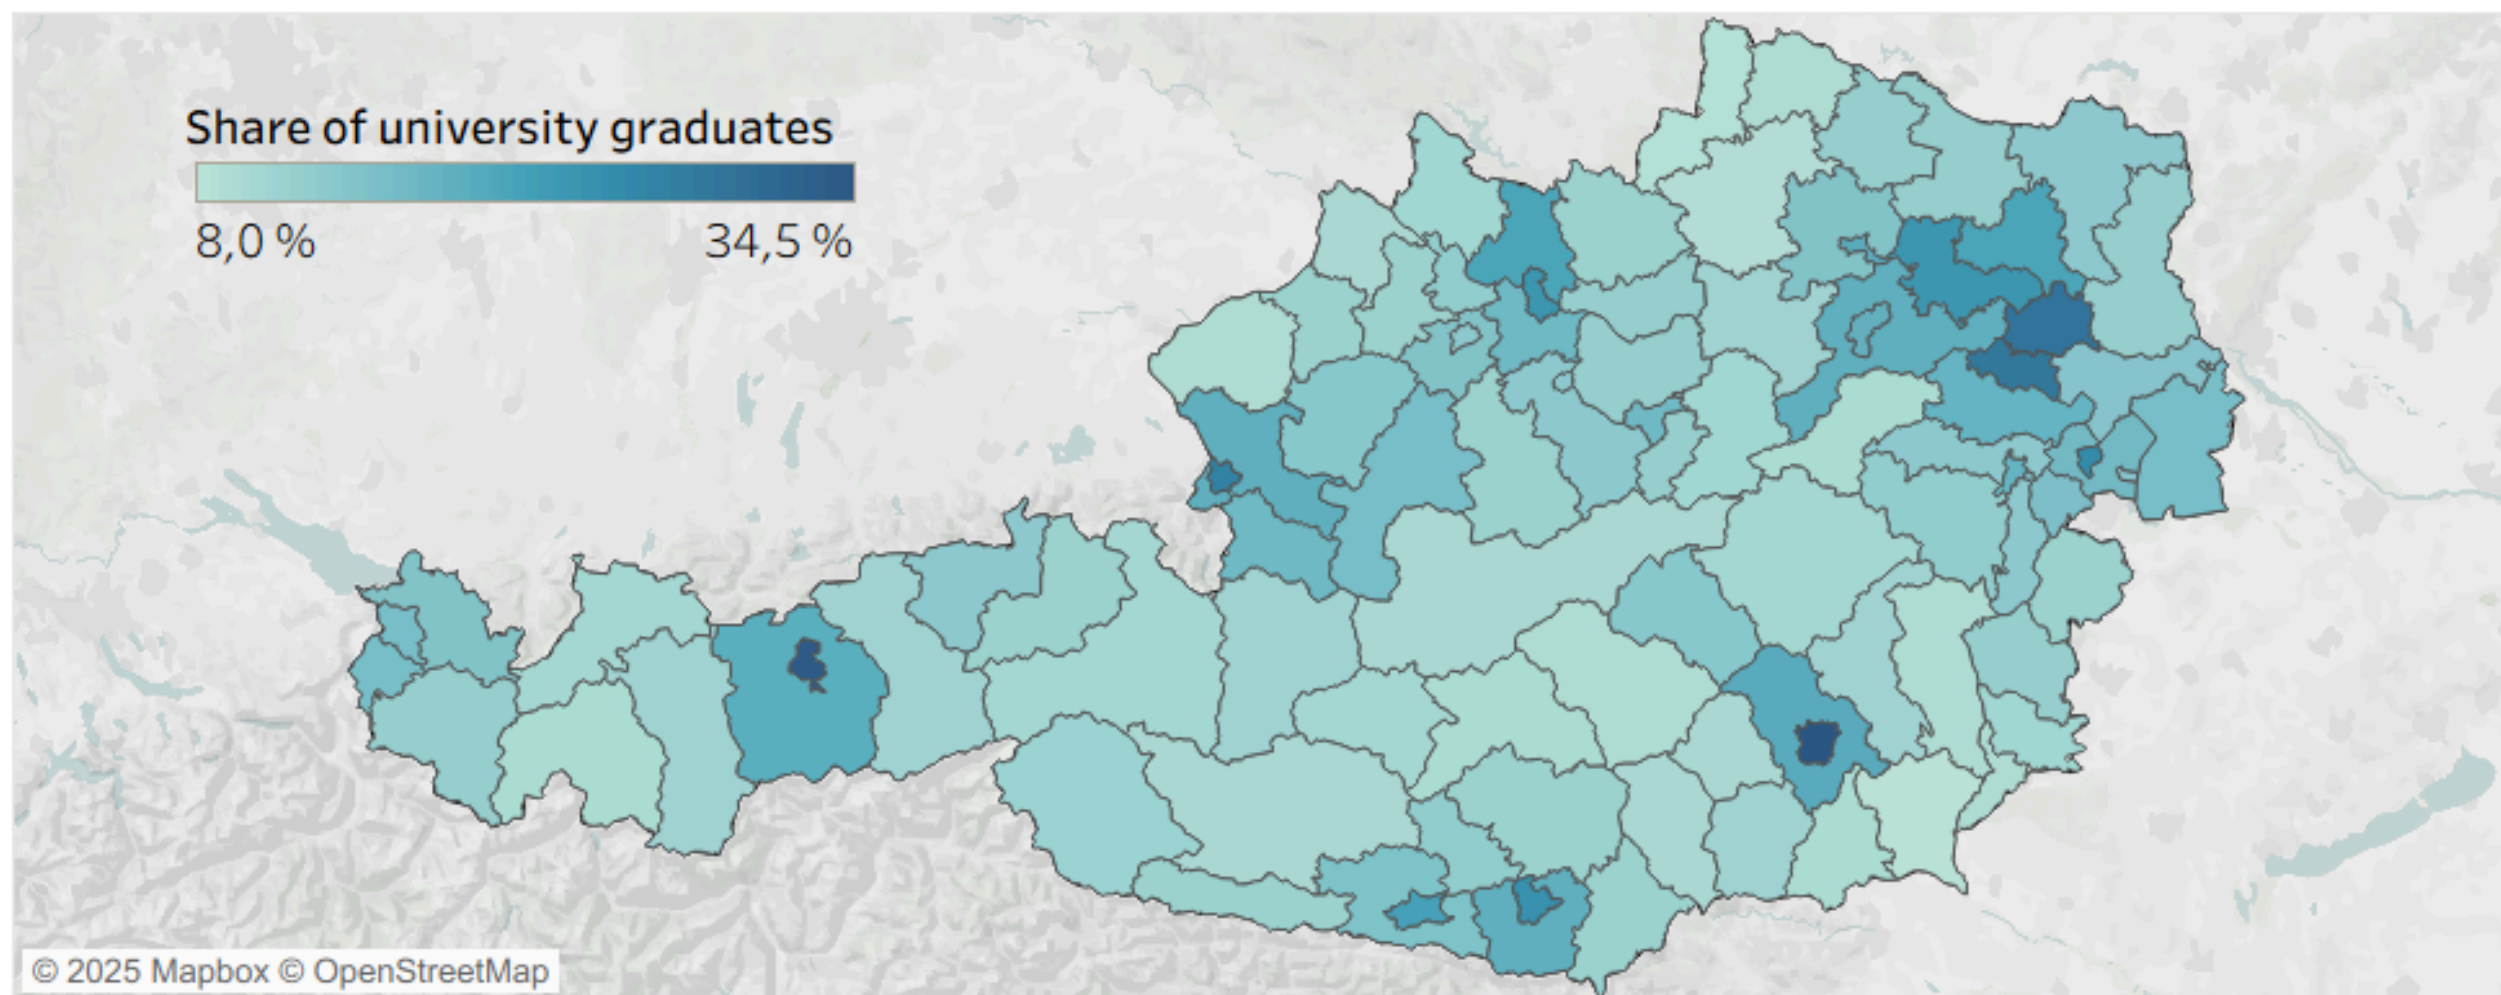 Share of university graduates
8,0 % 34,5 %
© 2025 Mapbox © OpenStreetMap